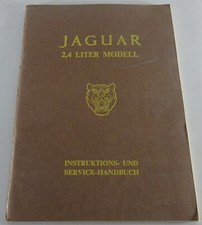 JAGUAR
2,4 LITER MODELL
INSTRUKTIONS- UND
SERVICE-HANDBUCH